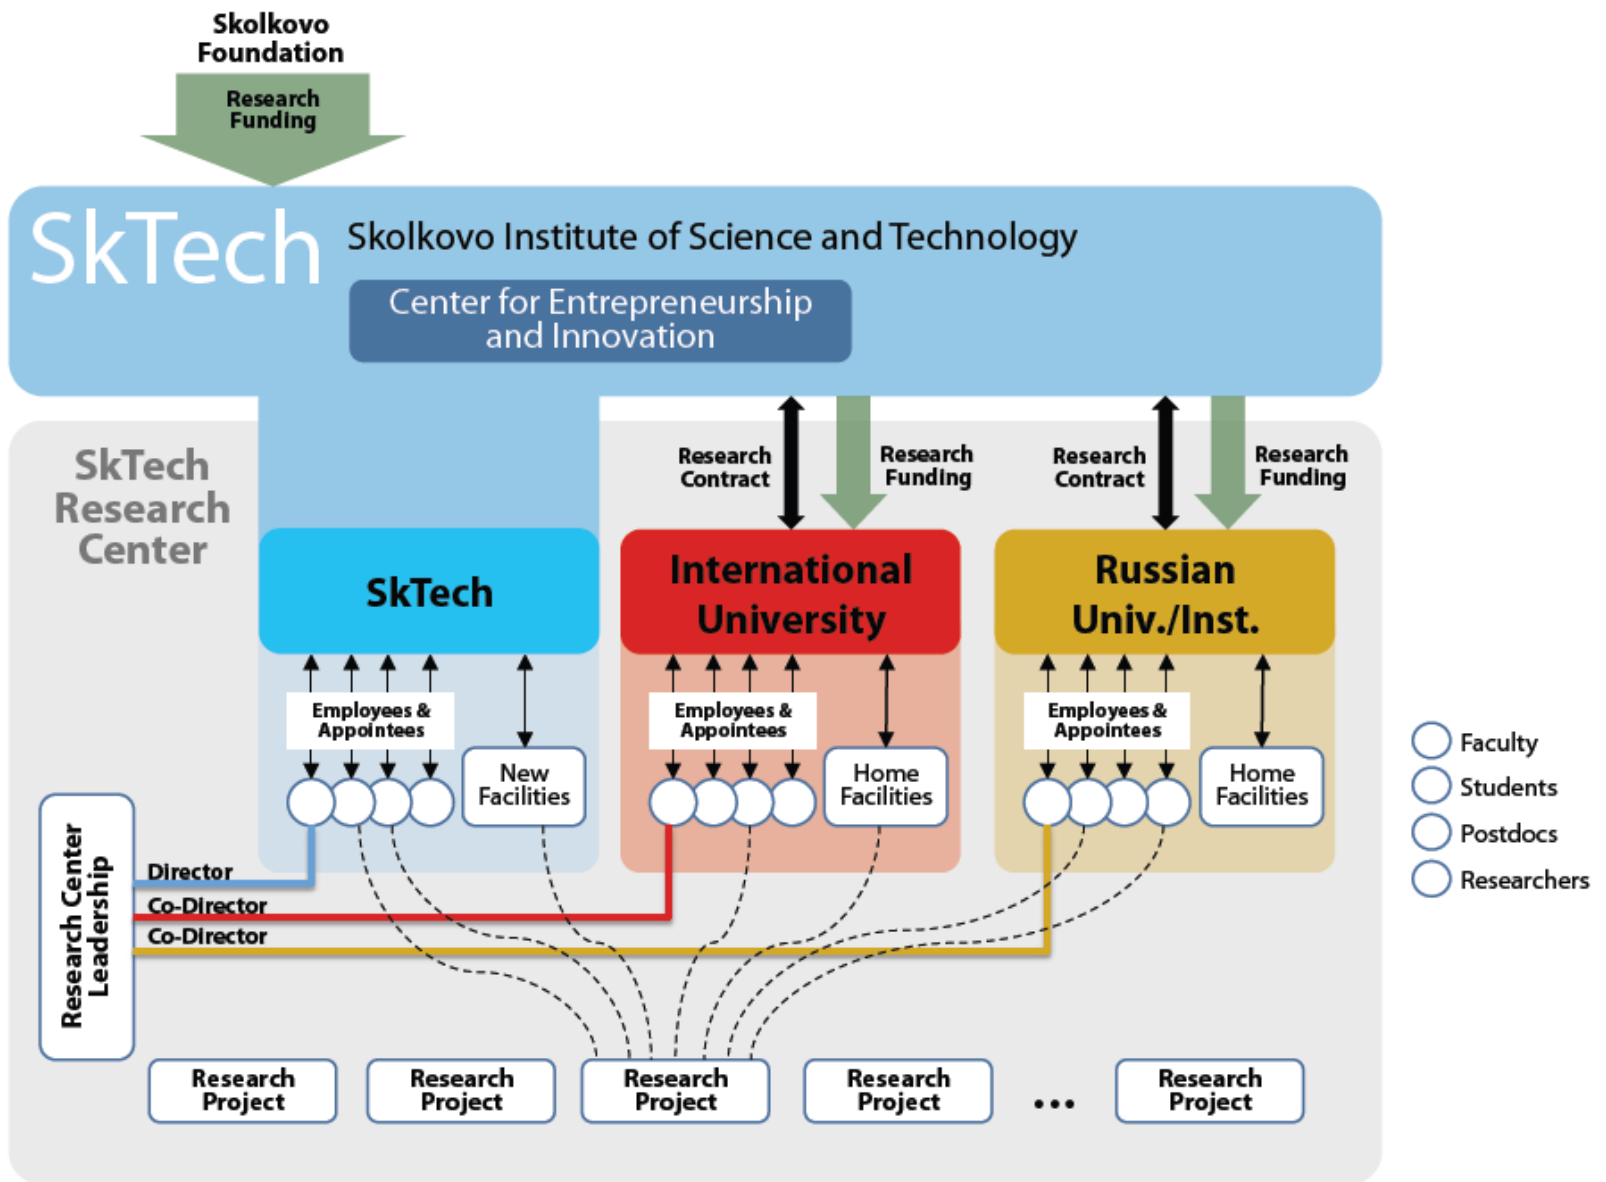 Skolkovo
Foundation
Research
Funding
SkTech
Skolkovo Institute of Science and Technology
Center for Entrepreneurship
and Innovation
SkTech
Research
Center
Research
Contract
Research
Funding
Research
Contract
Research
Funding
SkTech
International
University
Russian
Univ./Inst.
Employees &
Appointees
New
Facilities
Employees &
Appointees
Home
Facilities
Employees &
Appointees
Home
Facilities
Faculty
Students
Postdocs
Researchers
Research Center
Leadership
Director
Co-Director
Co-Director
Research
Project
Research
Project
Research
Project
Research
Project
...
Research
Project